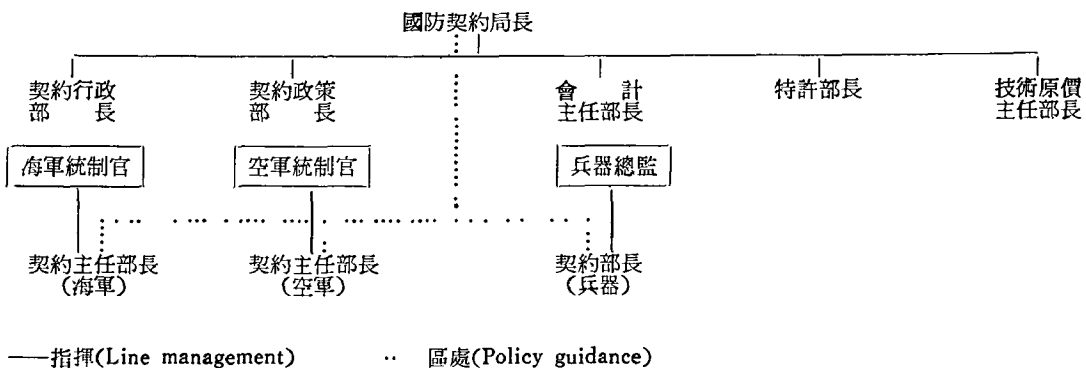 國防契約局長
契約行政部長
契約政策部長
會計主任部長
特許部長
技術原價主任部長
海軍統制官
空軍統制官
兵器總監
契約主任部長
(海軍)
契約主任部長
(空軍)
契約部長
(兵器)
——指揮(Line management) ‥ 區處(Policy guidance)